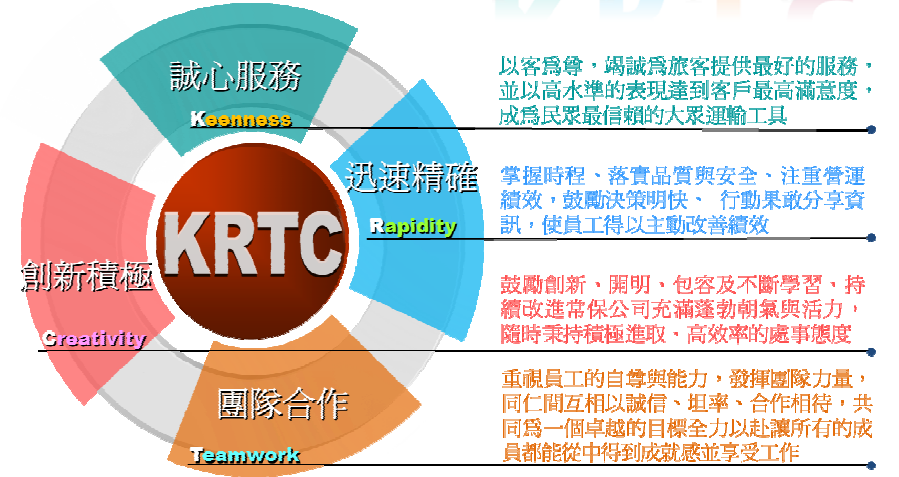 誠心服務
Keenness
以客為尊，竭誠為旅客提供最好的服務，
並以高水準的表現達到客戶最高滿意度，
成為民眾最信賴的大眾運輸工具
迅速精確
Rapidity
掌握時程、落實品質與安全、注重營運
績效，鼓勵決策明快、 行動果敢分享資
訊，使員工得以主動改善績效
KRTC
創新積極
Creativity
鼓勵創新、開明、包容及不斷學習、持
續改進常保公司充滿蓬勃朝氣與活力，
隨時秉持積極進取、高效率的處事態度
團隊合作
Teamwork
重視員工的自尊與能力，發揮團隊力量，
同仁間互相以誠信、坦率、合作相待，共
同為一個卓越的目標全力以赴讓所有的成
員都能從中得到成就感並享受工作